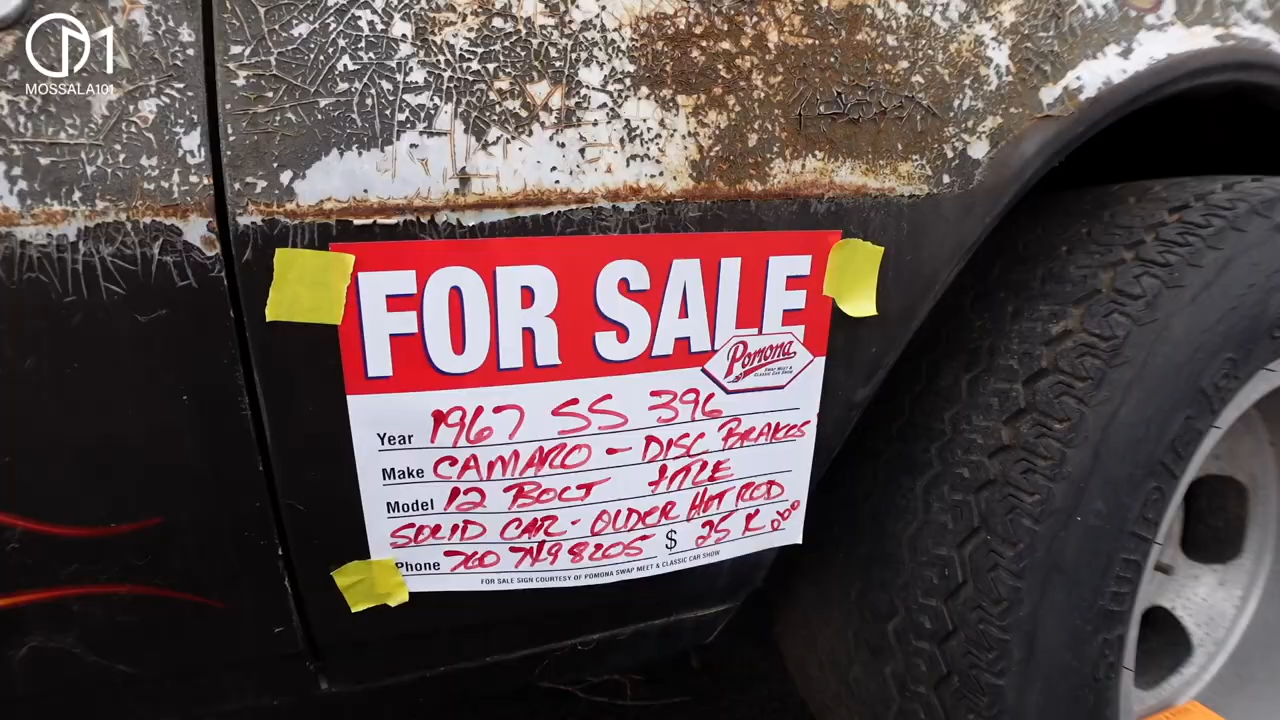 MOSSALA101
FOR SALE
Pomona
SWAP MEET &
CLASSIC CAR SHOW
Year 1967 SS 396
Make CAMARO - DISC BRAKES
Model 12 BOLT TITLE
SOLID CAR - OLDER HOT ROD
Phone 760 749 8205 $ 25 K
FOR SALE SIGN COURTESY OF POMONA SWAP MEET & CLASSIC CAR SHOW